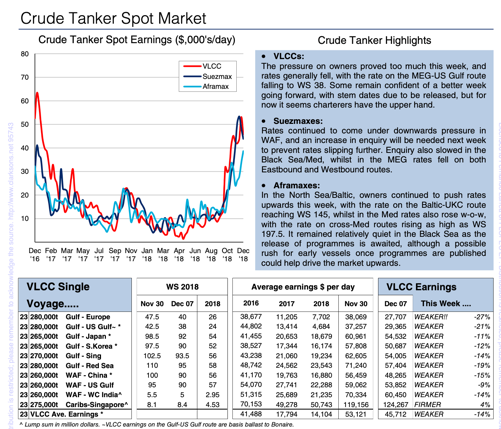 Crude Tanker Spot Market
Crude Tanker Spot Earnings ($,000's/day)
80
70
60
50
40
30
20
10
VLCC
Suezmax
Aframax
Dec Feb Mar May Jul Sep Nov Jan Mar Apr Jun Aug Oct Dec
'16 '17 '17 '17 '17 '17 '17 '18 '18 '18 '18 '18 '18 '18
Crude Tanker Highlights
• VLCCs:
The pressure on owners proved too much this week, and
rates generally fell, with the rate on the MEG-US Gulf route
falling to WS 38. Some remain confident of a better week
going forward, with stem dates due to be released, but for
now it seems charterers have the upper hand.
• Suezmaxes:
Rates continued to come under downwards pressure in
WAF, and an increase in enquiry will be needed next week
to prevent rates slipping further. Enquiry also slowed in the
Black Sea/Med, whilst in the MEG rates fell on both
Eastbound and Westbound routes.
• Aframaxes:
In the North Sea/Baltic, owners continued to push rates
upwards this week, with the rate on the Baltic-UKC route
reaching WS 145, whilst in the Med rates also rose w-o-w,
with the rate on cross-Med routes rising as high as WS
197.5. It remained relatively quiet in the Black Sea as the
release of programmes is awaited, although a possible
rush for early vessels once programmes are published
could help drive the market upwards.
VLCC Single WS 2018 Average earnings $ per day VLCC Earnings
Voyage..... Nov 30 Dec 07 2018 2016 2017 2018 Nov 30 Dec 07 This Week ....
23 280,000t Gulf - Europe 47.5 40 26 38,677 11,205 7,702 38,069 27,707 WEAKER!! -27%
23 280,000t Gulf - US Gulf~ * 42.5 38 24 44,802 13,414 4,684 37,257 29,365 WEAKER -21%
23 265,000t Gulf - Japan * 98.5 92 54 41,455 20,653 18,679 60,961 54,532 WEAKER -11%
23 265,000t Gulf - S.Korea * 97.5 90 52 38,527 17,344 16,174 57,808 50,687 WEAKER -12%
23 270,000t Gulf - Sing 102.5 93.5 56 43,238 21,060 19,234 62,605 54,005 WEAKER -14%
23 280,000t Gulf - Red Sea 110 95 58 48,742 24,562 23,543 71,240 57,404 WEAKER -19%
23 260,000t WAF - China * 100 90 56 41,170 19,763 16,880 56,459 48,265 WEAKER -15%
23 260,000t WAF - US Gulf 95 90 57 54,070 27,741 22,288 59,062 53,852 WEAKER -9%
23 260,000t WAF - WC India^ 5.5 5 2.95 51,315 25,689 21,235 70,334 60,450 WEAKER -14%
23 275,000t Caribs-Singapore^ 8.1 8.4 4.53 70,153 49,278 50,743 119,156 124,267 FIRMER 4%
23 VLCC Ave. Earnings * 41,488 17,794 14,104 53,121 45,712 WEAKER -14%
^ Lump sum in million dollars. ~VLCC earnings on the Gulf-US Gulf route are basis ballast to Bonaire.